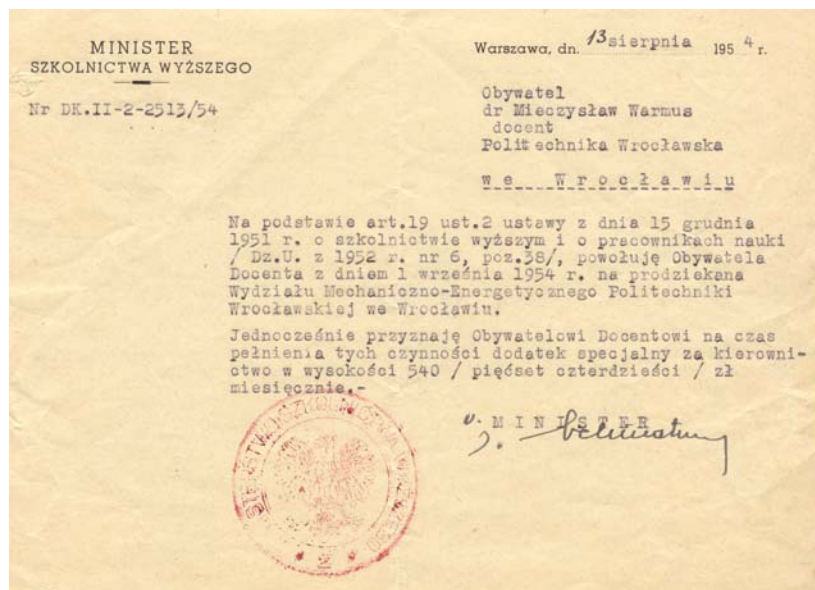 MINISTER
SZKOLNICTWA WYŻSZEGO
Nr DK.II-2-2513/54
Warszawa, dn. 13 sierpnia 1954 r.
Obywatel
dr Mieczysław Warmus
docent
Politechnika Wrocławska
we Wrocławiu
Na podstawie art.19 ust.2 ustawy z dnia 15 grudnia
1951 r. o szkolnictwie wyższym i o pracownikach nauki
/ Dz.U. z 1952 r. nr 6, poz.38/, powołuję Obywatela
Docenta z dniem 1 września 1954 r. na prodziekana
Wydziału Mechaniczno-Energetycznego Politechniki
Wrocławskiej we Wrocławiu.
Jednocześnie przyznaję Obywatelowi Docentowi na czas
pełnienia tych czynności dodatek specjalny za kierowni-
ctwo w wysokości 540 / pięćset czterdzieści / zł
miesięcznie.-
MINISTER
SZKOLNICTWA WYŻSZEGO
2